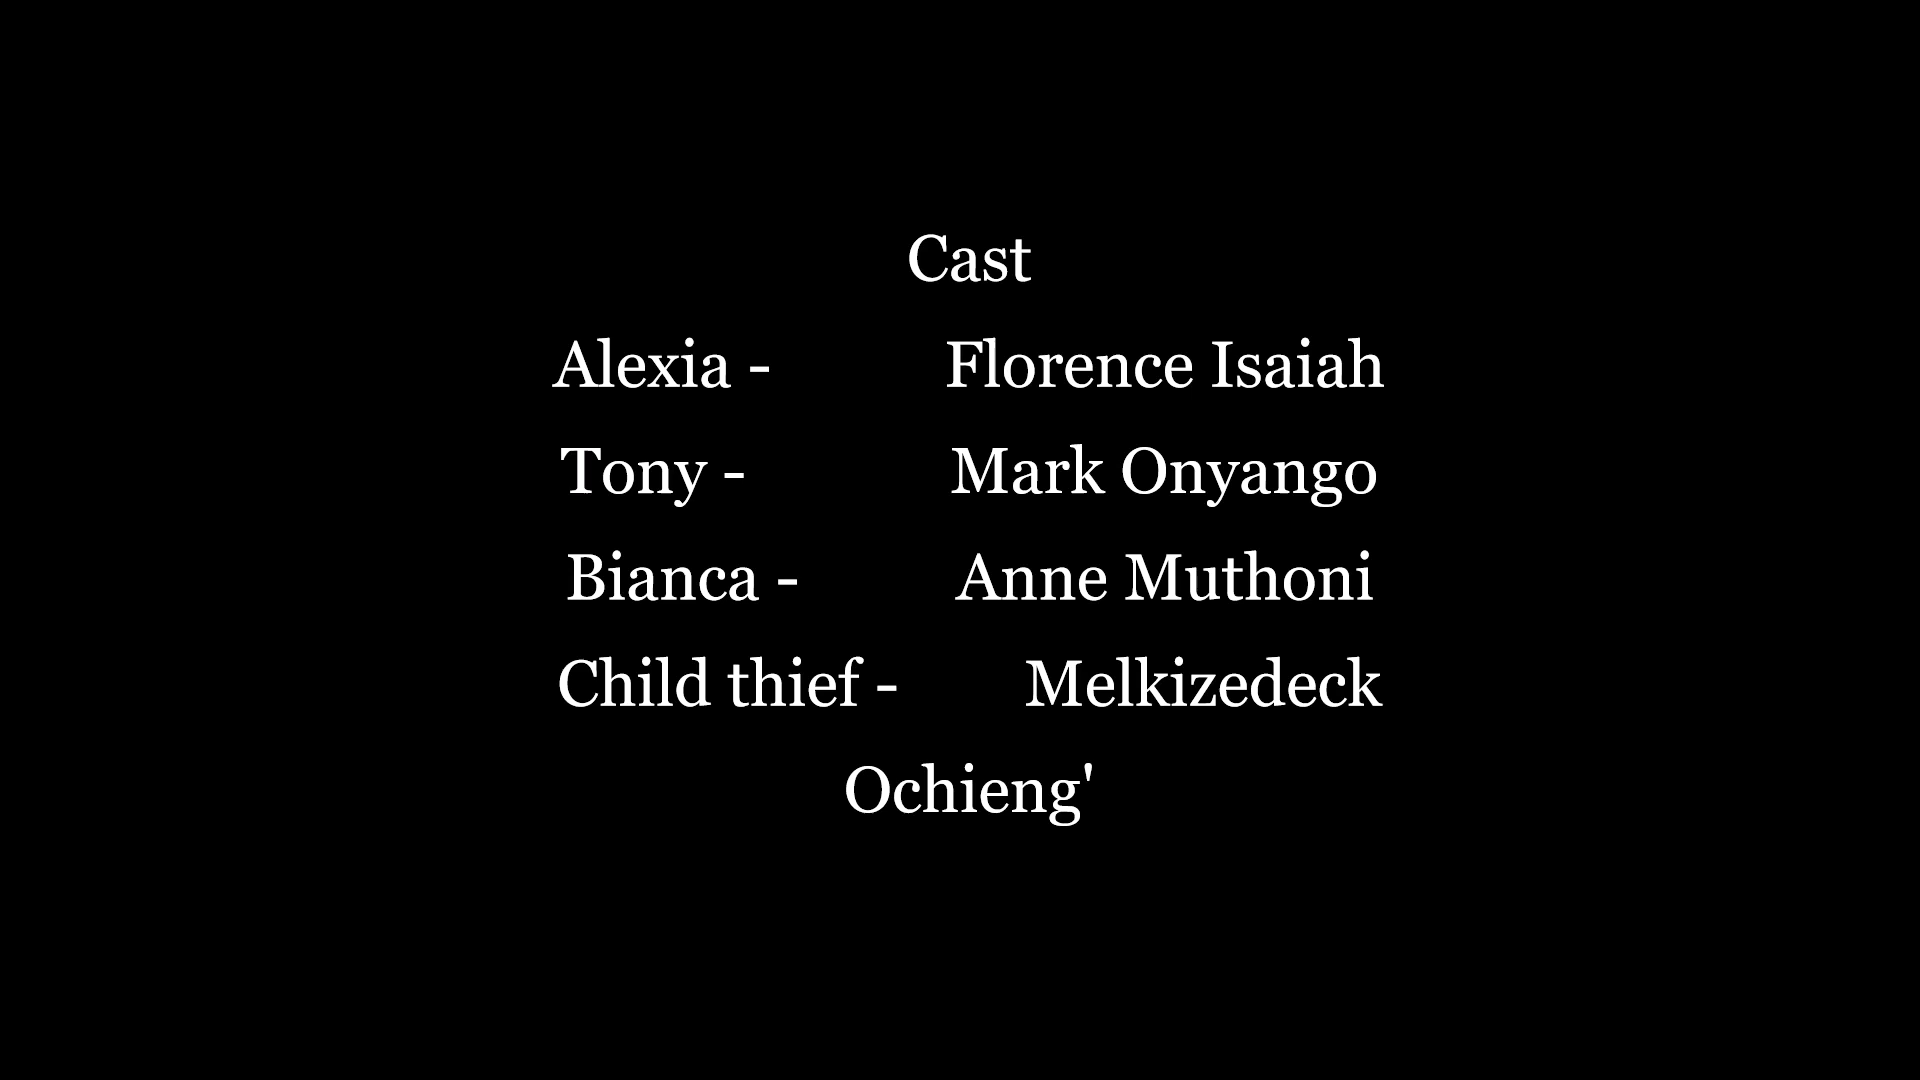 Cast
Alexia - Florence Isaiah
Tony - Mark Onyango
Bianca - Anne Muthoni
Child thief - Melkizedeck
Ochieng'